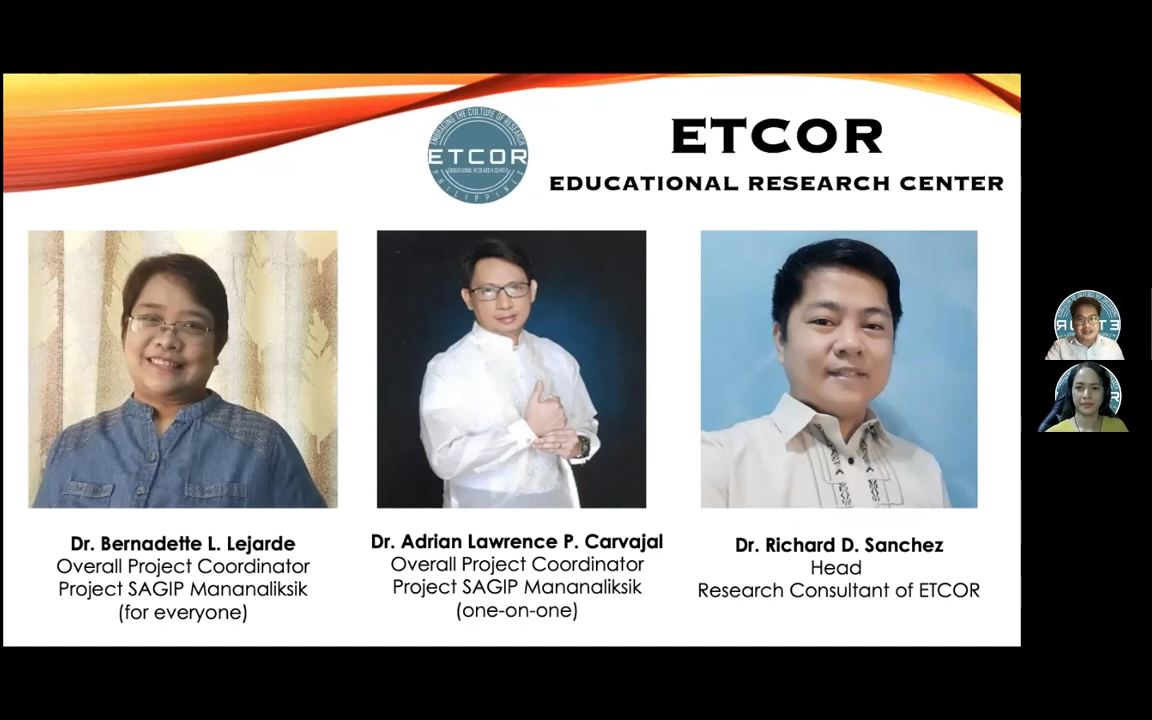 EMBRACING THE CULTURE OF RESEARCH
ETCOR
EDUCATIONAL RESEARCH CENTER
PHILIPPINES
ETCOR
EDUCATIONAL RESEARCH CENTER
Dr. Bernadette L. Lejarde
Overall Project Coordinator
Project SAGIP Mananaliksik
(for everyone)
Dr. Adrian Lawrence P. Carvajal
Overall Project Coordinator
Project SAGIP Mananaliksik
(one-on-one)
Dr. Richard D. Sanchez
Head
Research Consultant of ETCOR